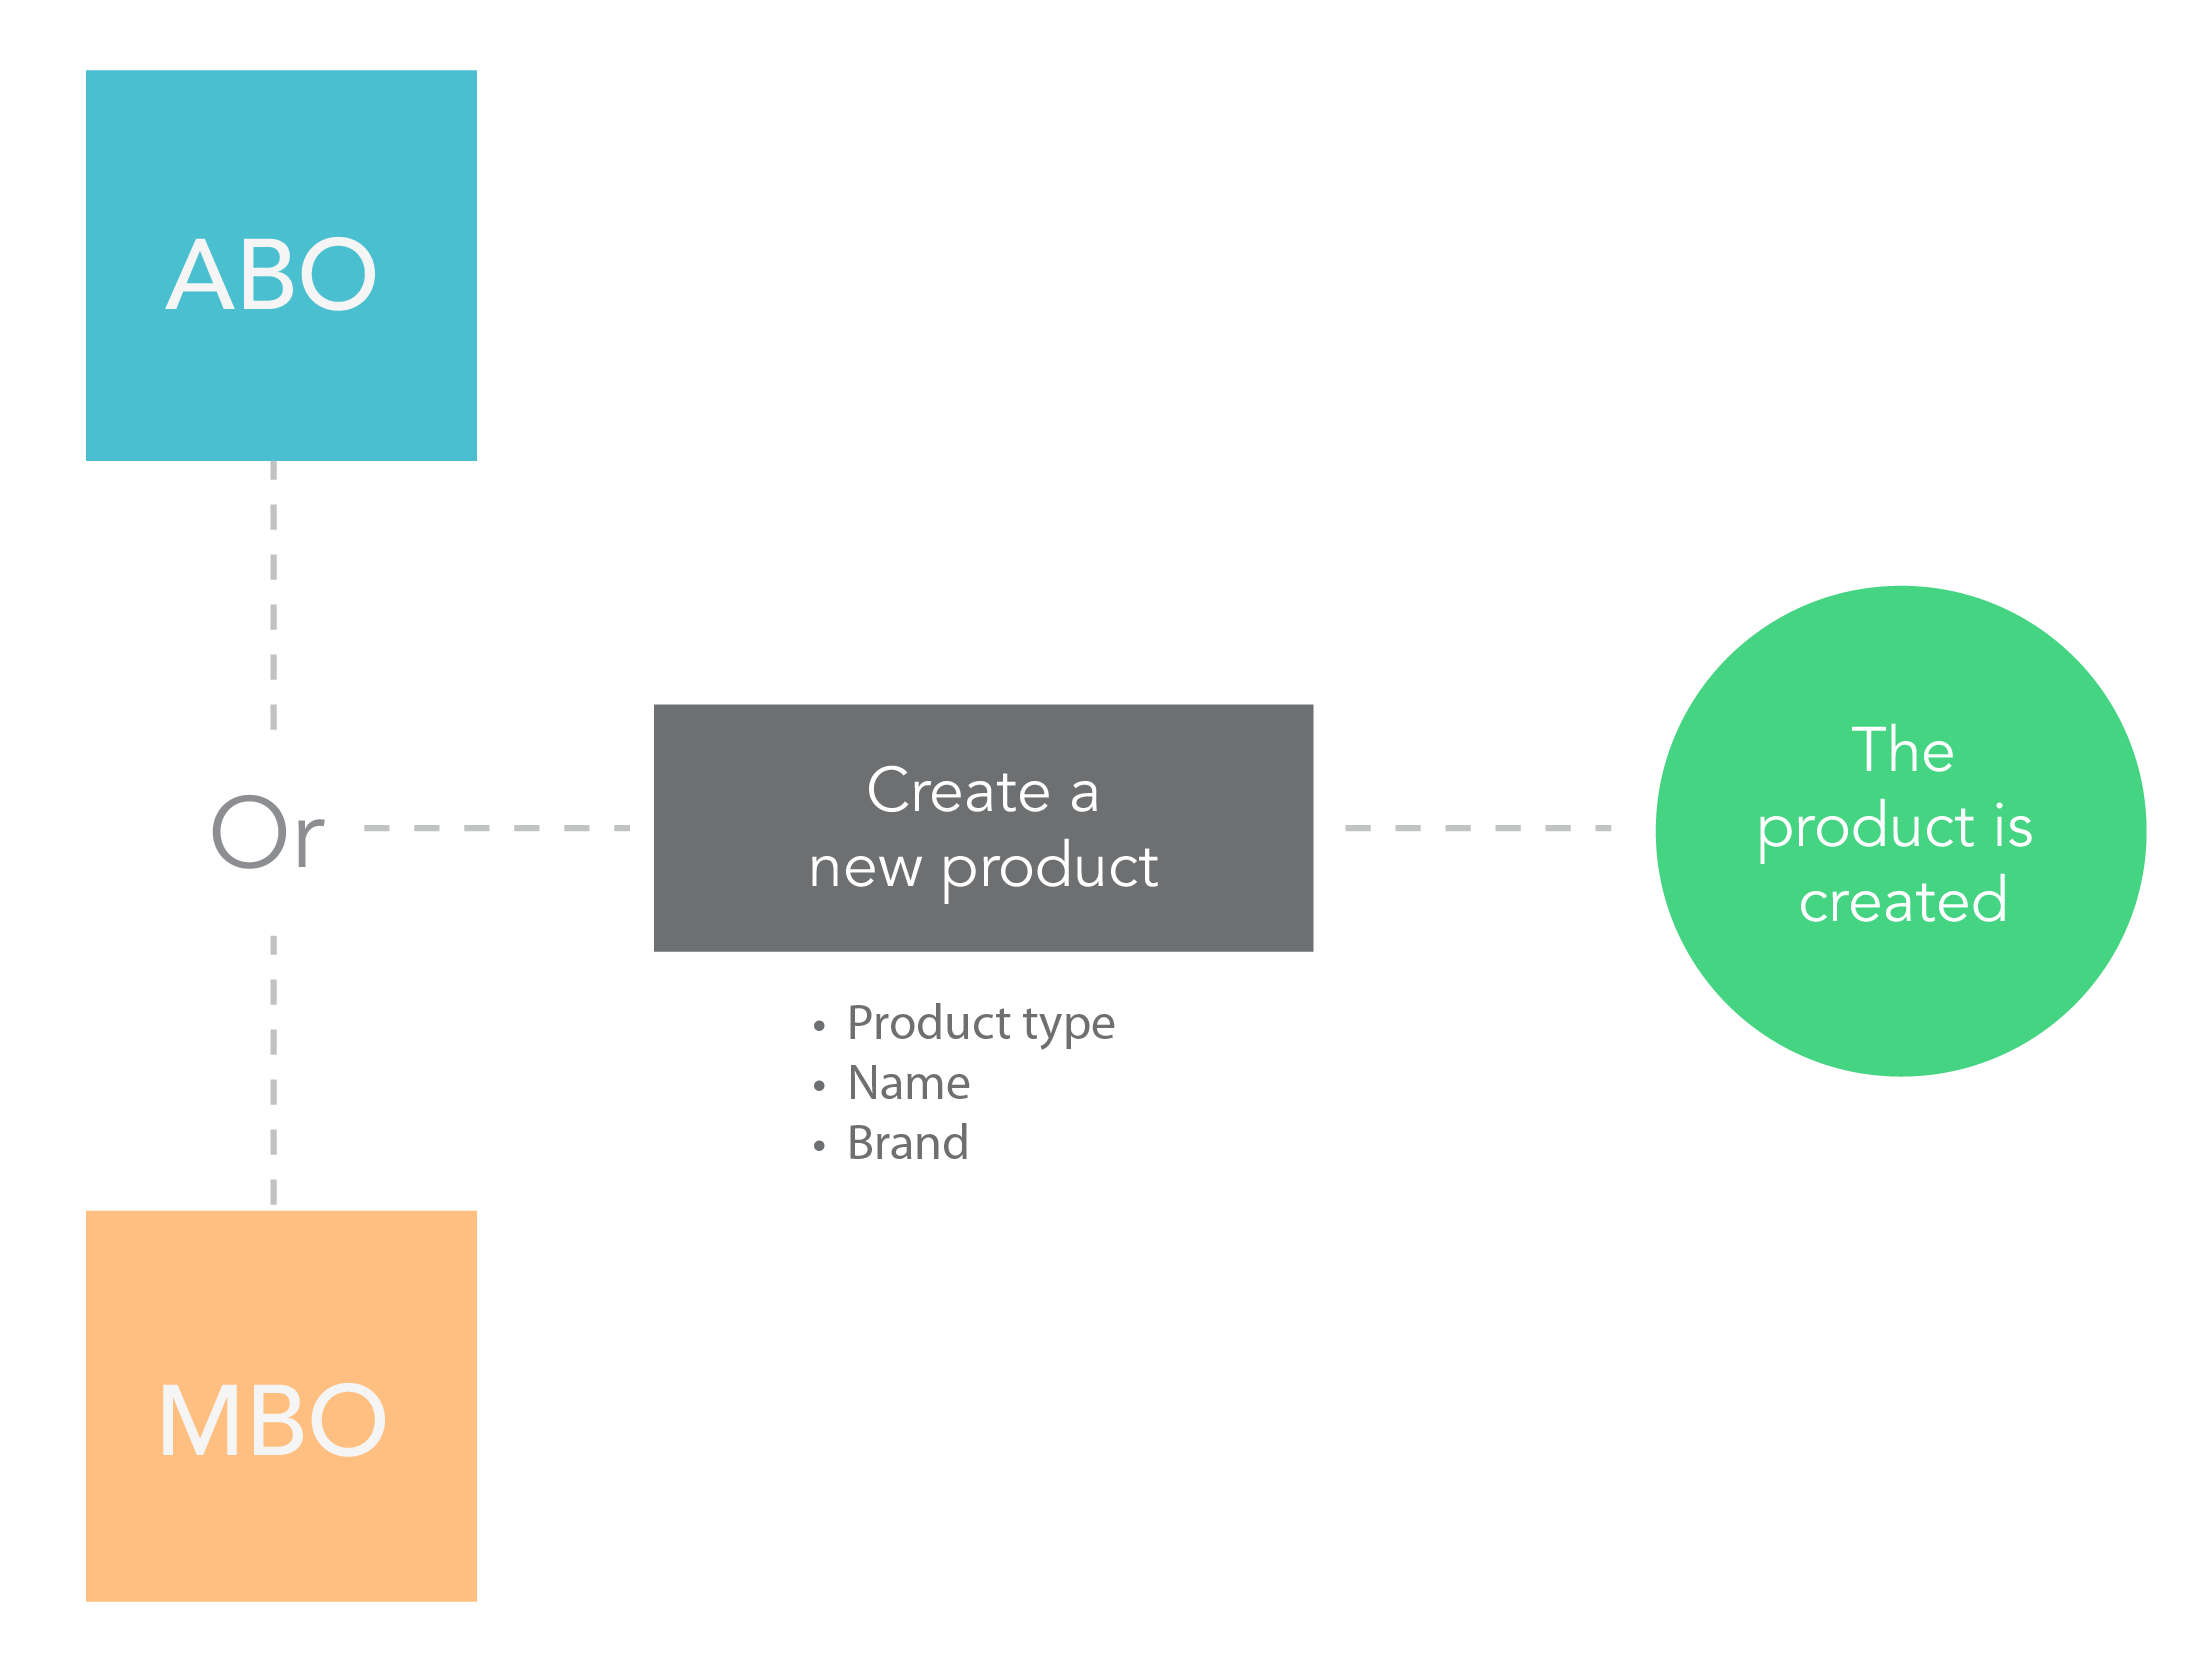 ABO
Or
Create a
new product
• Product type
• Name
• Brand
The
product is
created
MBO